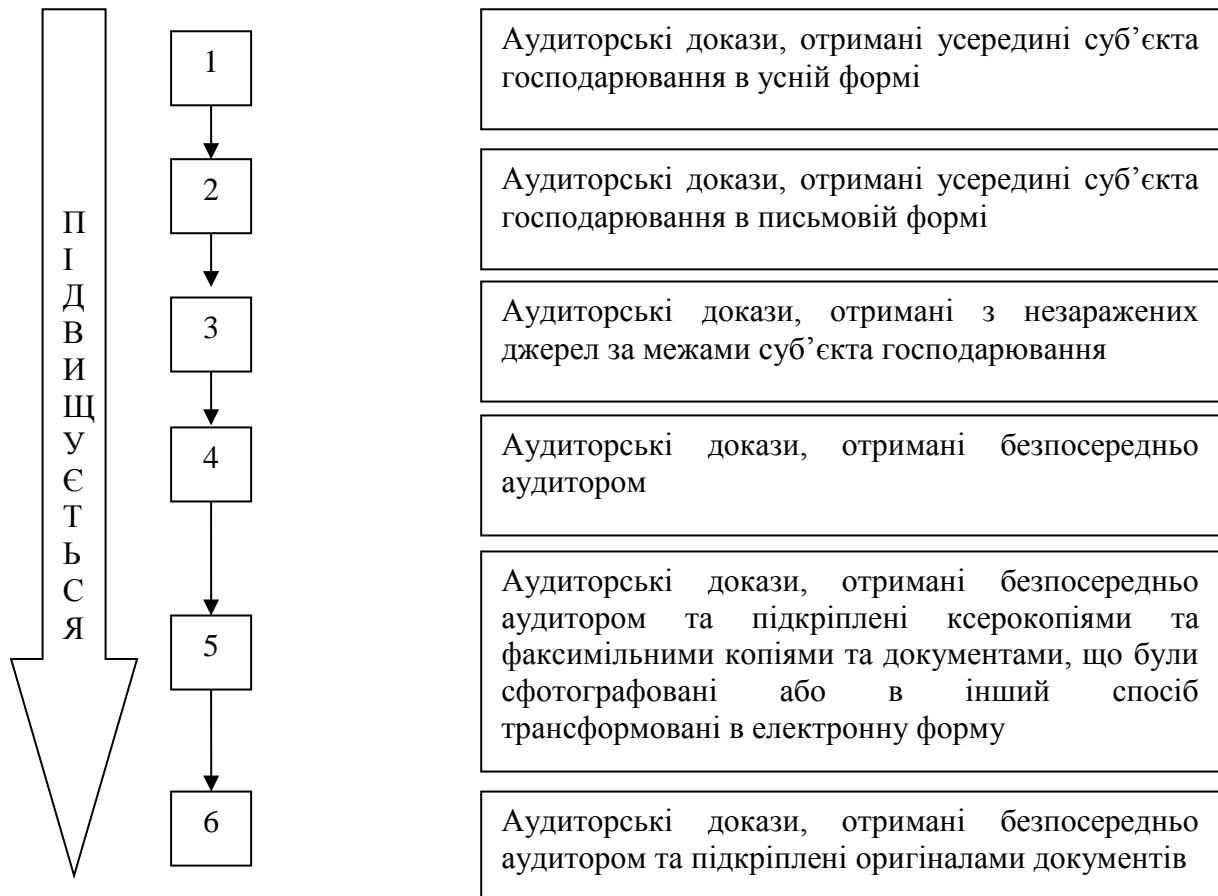 ПІДВИЩУЄТЬСЯ
1
Аудиторські докази, отримані усередині суб’єкта
господарювання в усній формі
2
Аудиторські докази, отримані усередині суб’єкта
господарювання в письмовій формі
3
Аудиторські докази, отримані з незаражених
джерел за межами суб’єкта господарювання
4
Аудиторські докази, отримані безпосередньо
аудитором
5
Аудиторські докази, отримані безпосередньо
аудитором та підкріплені ксерокопіями та
факсимільними копіями та документами, що були
сфотографовані або в інший спосіб
трансформовані в електронну форму
6
Аудиторські докази, отримані безпосередньо
аудитором та підкріплені оригіналами документів